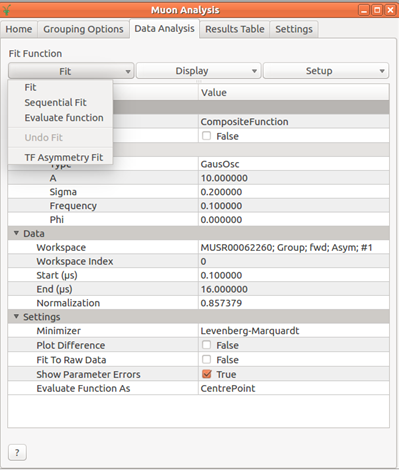 Muon Analysis
Home Grouping Options Data Analysis Results Table Settings
Fit Function
Fit Display Setup
Fit
Sequential Fit
Evaluate function
Undo Fit
TF Asymmetry Fit
Value
CompositeFunction
False
Type GausOsc
A 10.000000
Sigma 0.200000
Frequency 0.100000
Phi 0.000000
Data
Workspace MUSR00062260; Group; fwd; Asym; #1
Workspace Index 0
Start (µs) 0.100000
End (µs) 16.000000
Normalization 0.857379
Settings
Minimizer Levenberg-Marquardt
Plot Difference False
Fit To Raw Data False
Show Parameter Errors True
Evaluate Function As CentrePoint
?